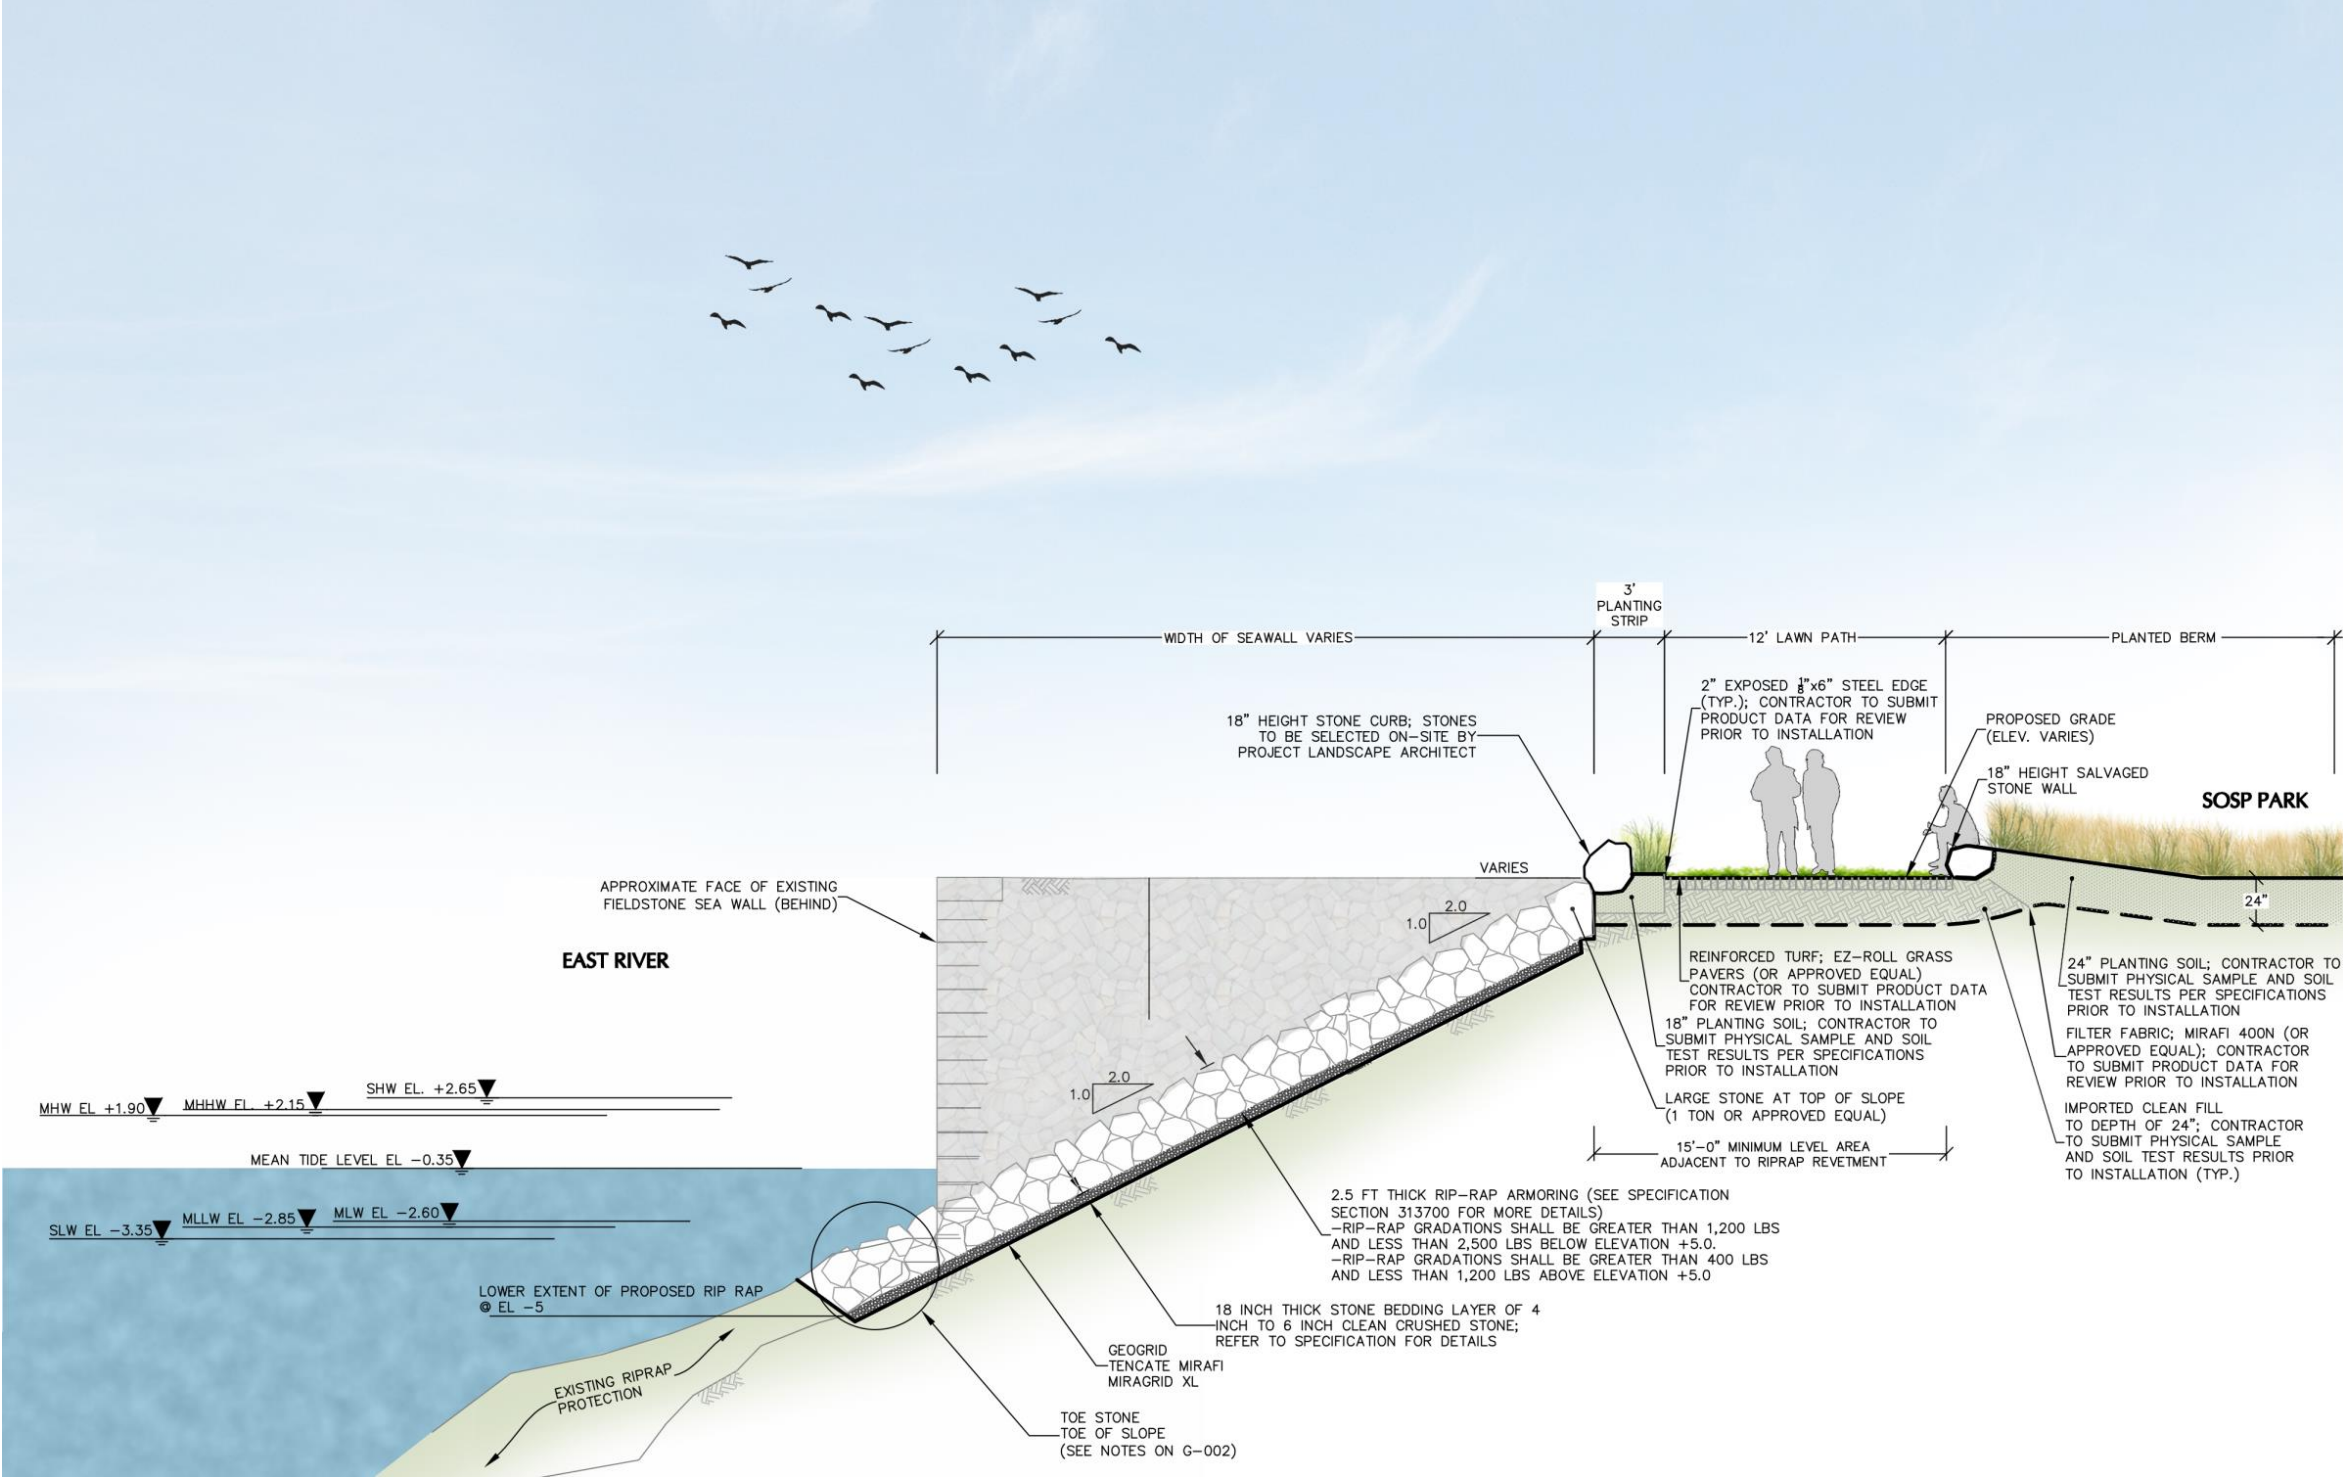 3'
PLANTING
STRIP
WIDTH OF SEAWALL VARIES
12' LAWN PATH
PLANTED BERM
2" EXPOSED 1/8"x6" STEEL EDGE
(TYP.); CONTRACTOR TO SUBMIT
PRODUCT DATA FOR REVIEW
PRIOR TO INSTALLATION
18" HEIGHT STONE CURB; STONES
TO BE SELECTED ON-SITE BY
PROJECT LANDSCAPE ARCHITECT
PROPOSED GRADE
(ELEV. VARIES)
18" HEIGHT SALVAGED
STONE WALL
SOSP PARK
VARIES
APPROXIMATE FACE OF EXISTING
FIELDSTONE SEA WALL (BEHIND)
EAST RIVER
2.0
1.0
24"
REINFORCED TURF; EZ-ROLL GRASS
PAVERS (OR APPROVED EQUAL)
CONTRACTOR TO SUBMIT PRODUCT DATA
FOR REVIEW PRIOR TO INSTALLATION
24" PLANTING SOIL; CONTRACTOR TO
SUBMIT PHYSICAL SAMPLE AND SOIL
TEST RESULTS PER SPECIFICATIONS
PRIOR TO INSTALLATION
18" PLANTING SOIL; CONTRACTOR TO
SUBMIT PHYSICAL SAMPLE AND SOIL
TEST RESULTS PER SPECIFICATIONS
PRIOR TO INSTALLATION
FILTER FABRIC; MIRAFI 400N (OR
APPROVED EQUAL); CONTRACTOR
TO SUBMIT PRODUCT DATA FOR
REVIEW PRIOR TO INSTALLATION
2.0
1.0
SHW EL. +2.65
MHHW EL. +2.15
MHW EL +1.90
LARGE STONE AT TOP OF SLOPE
(1 TON OR APPROVED EQUAL)
IMPORTED CLEAN FILL
TO DEPTH OF 24"; CONTRACTOR
TO SUBMIT PHYSICAL SAMPLE
AND SOIL TEST RESULTS PRIOR
TO INSTALLATION (TYP.)
15'-0" MINIMUM LEVEL AREA
ADJACENT TO RIPRAP REVETMENT
MEAN TIDE LEVEL EL -0.35
MLW EL -2.60
MLLW EL -2.85
SLW EL -3.35
2.5 FT THICK RIP-RAP ARMORING (SEE SPECIFICATION
SECTION 313700 FOR MORE DETAILS)
-RIP-RAP GRADATIONS SHALL BE GREATER THAN 1,200 LBS
AND LESS THAN 2,500 LBS BELOW ELEVATION +5.0.
-RIP-RAP GRADATIONS SHALL BE GREATER THAN 400 LBS
AND LESS THAN 1,200 LBS ABOVE ELEVATION +5.0
LOWER EXTENT OF PROPOSED RIP RAP
@ EL -5
18 INCH THICK STONE BEDDING LAYER OF 4
INCH TO 6 INCH CLEAN CRUSHED STONE;
REFER TO SPECIFICATION FOR DETAILS
GEOGRID
TENCATE MIRAFI
MIRAGRID XL
EXISTING RIPRAP
PROTECTION
TOE STONE
TOE OF SLOPE
(SEE NOTES ON G-002)